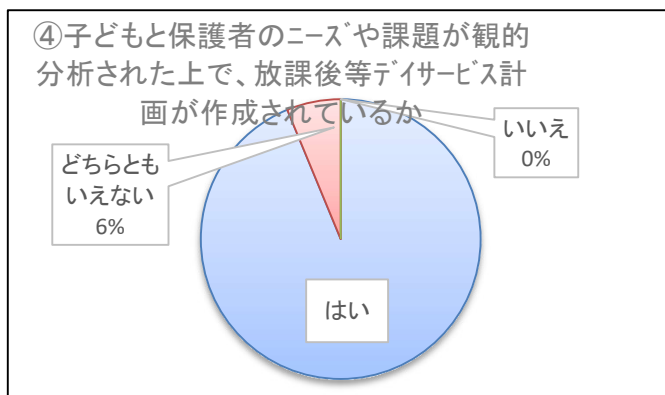 ④子どもと保護者のﾆｰｽﾞや課題が観的
分析された上で、放課後等ﾃﾞｲｻｰﾋﾞｽ計
画が作成されているか
いいえ
0%
どちらとも
いえない
6%
はい